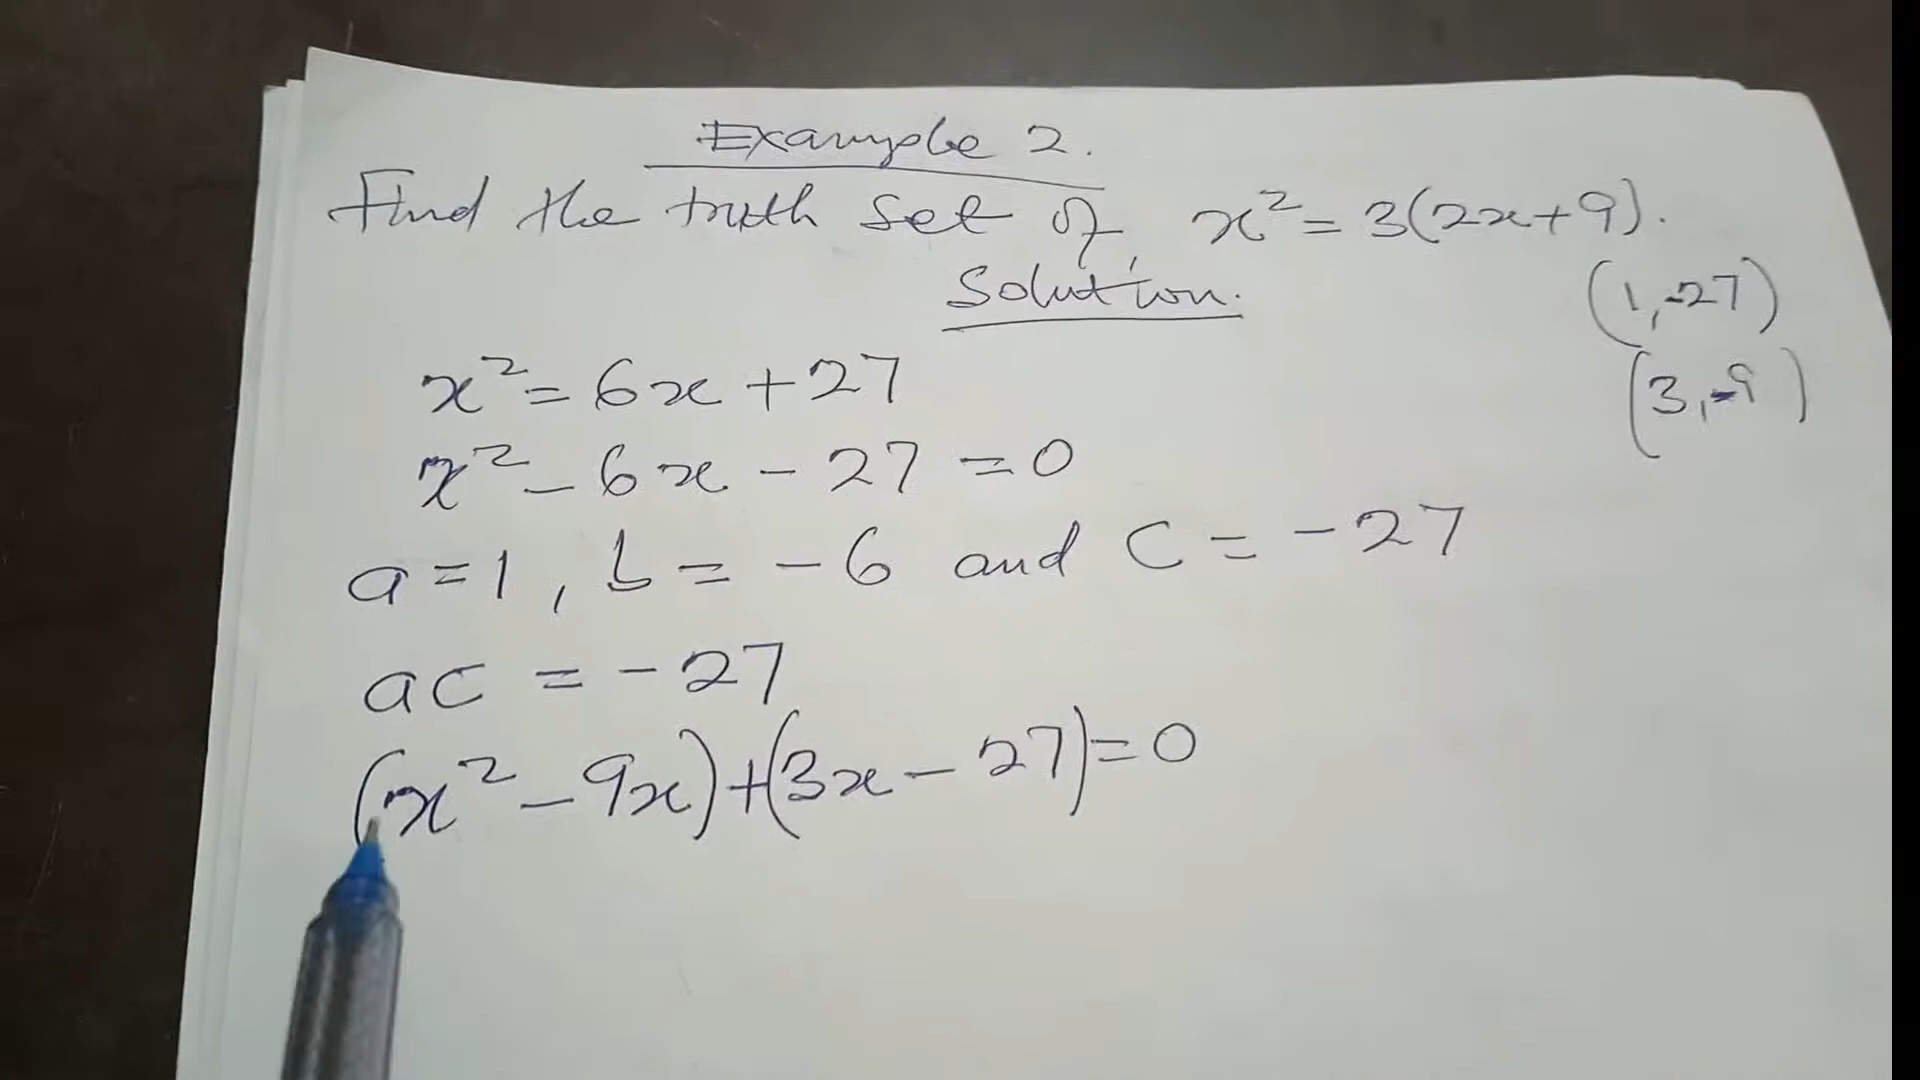 Example 2.
Find the truth set of, x² = 3(2x+9).
Solution.
(1, -27)
(3, -9)
x² = 6x + 27
x² - 6x - 27 = 0
a = 1, b = - 6 and c = - 27
ac = - 27
(x² - 9x) + (3x - 27) = 0